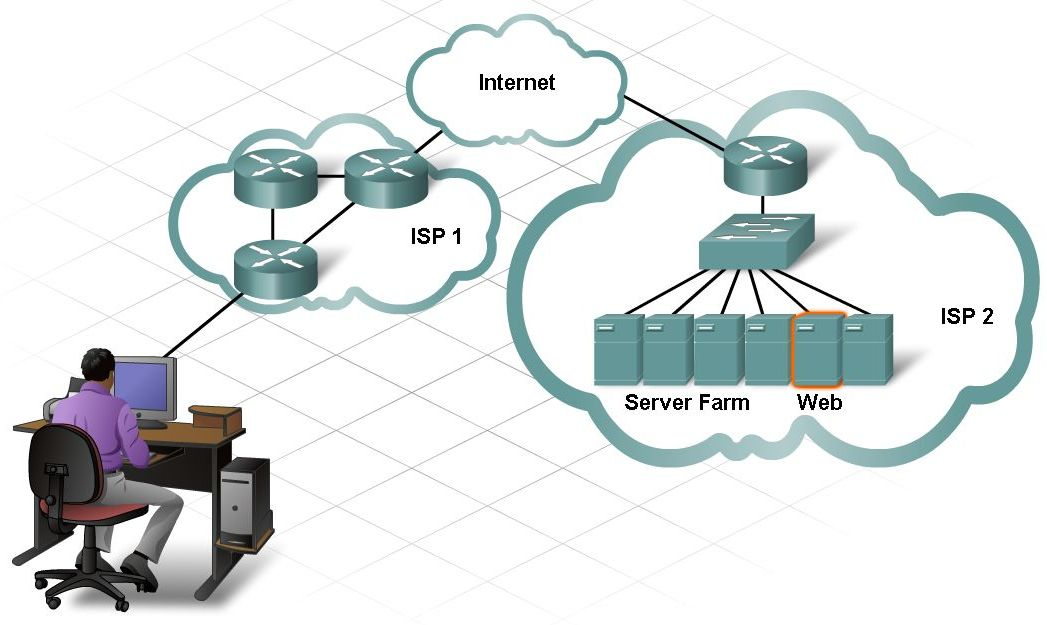 Internet
ISP 1
ISP 2
Server Farm
Web